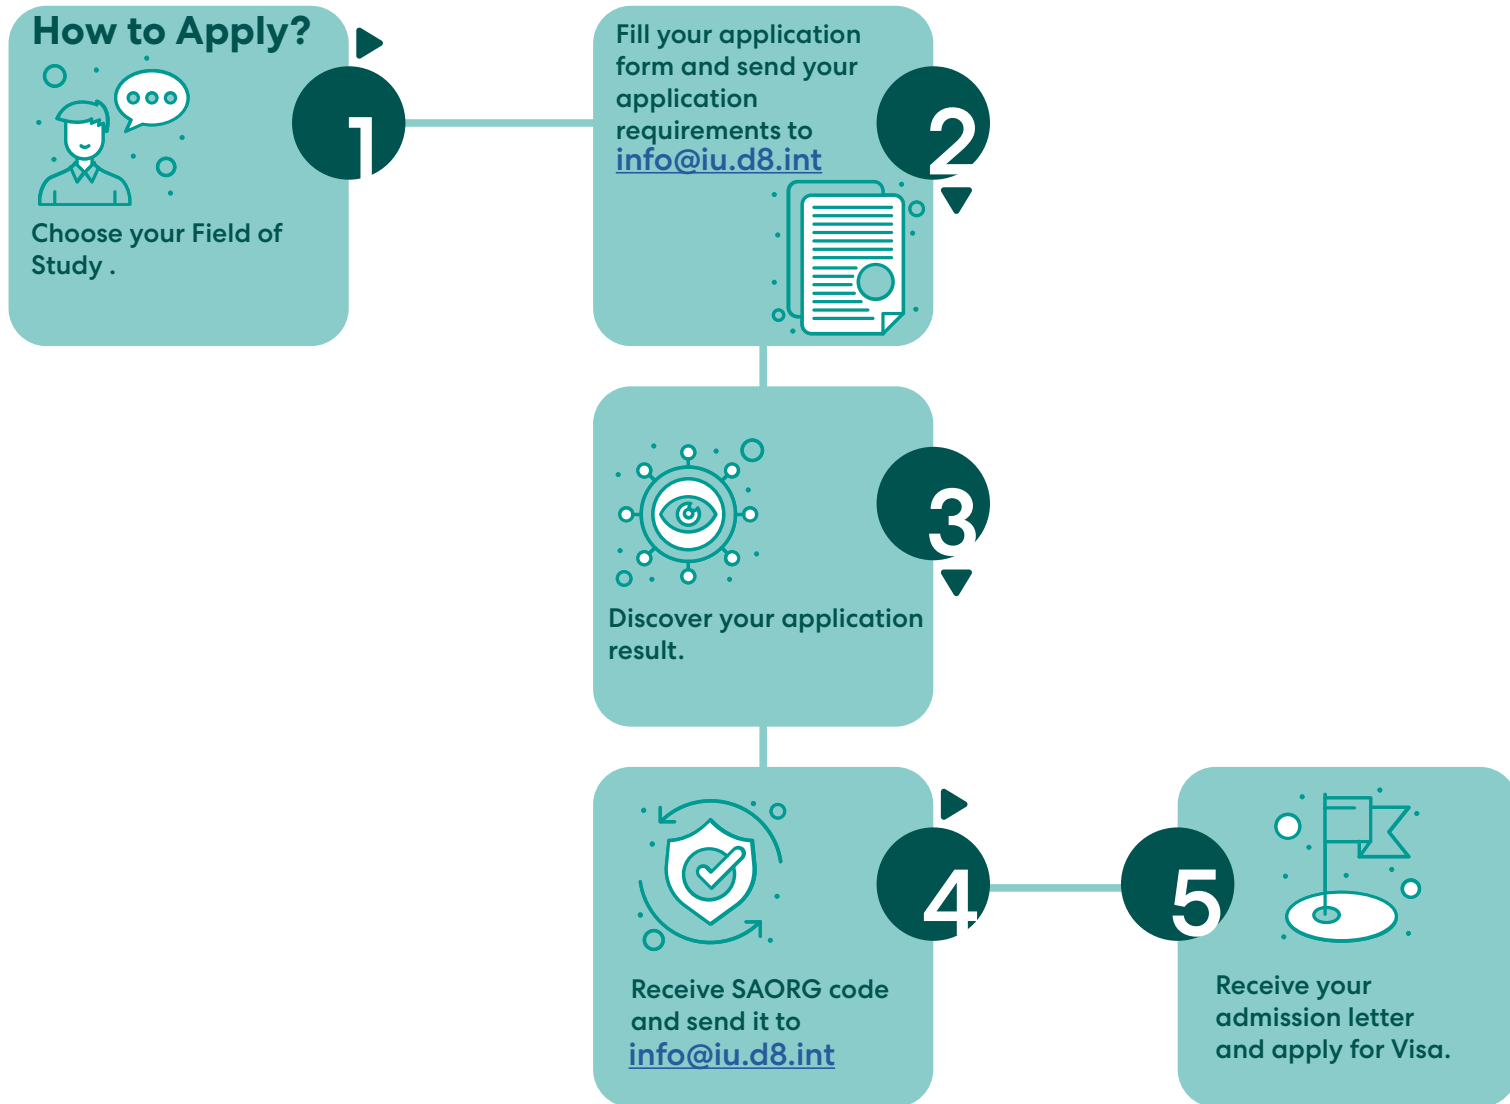 How to Apply?
Choose your Field of
Study .
1
Fill your application
form and send your
application
requirements to
info@iu.d8.int
2
Discover your application
result.
3
Receive SAORG code
and send it to
info@iu.d8.int
4
5
Receive your
admission letter
and apply for Visa.